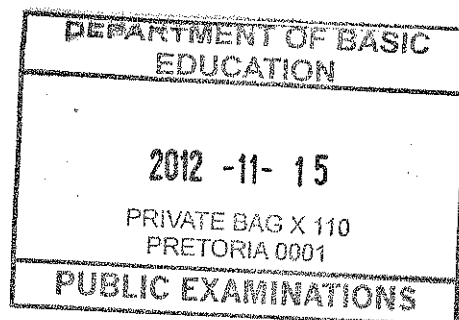 DEPARTMENT OF BASIC
EDUCATION
2012 -11- 15
PRIVATE BAG X 110
PRETORIA 0001
PUBLIC EXAMINATIONS